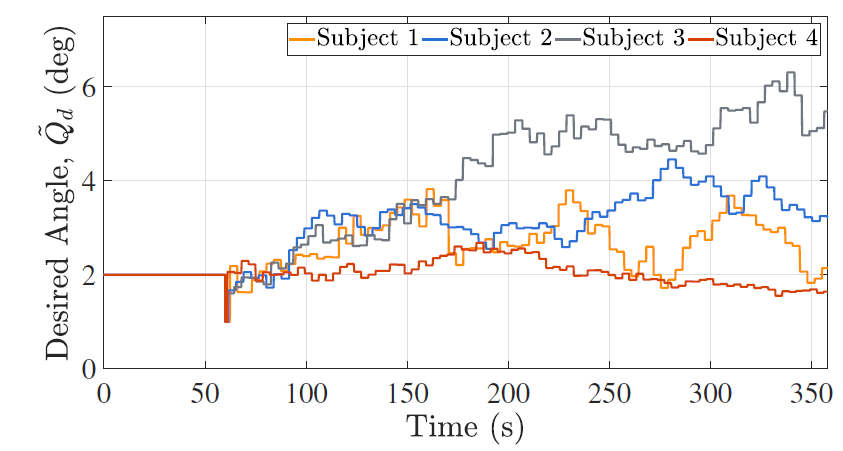 Subject 1 Subject 2 Subject 3 Subject 4
Desired Angle, Q̃d (deg)
6
4
2
0
0 50 100 150 200 250 300 350
Time (s)